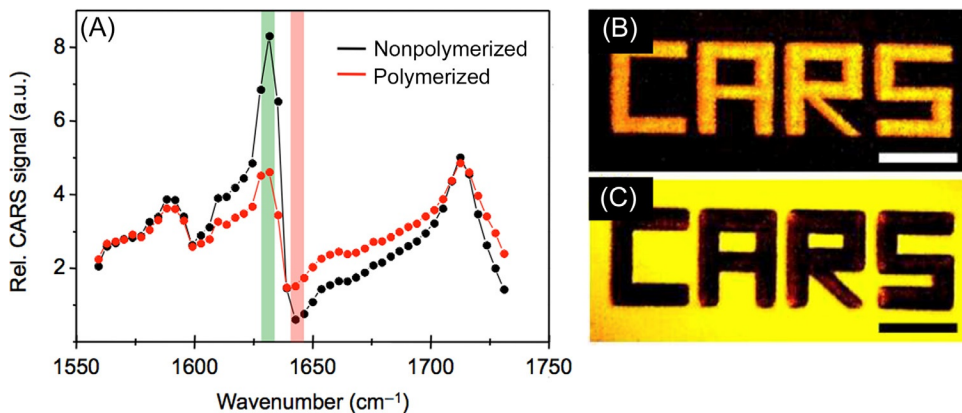 (A)
Nonpolymerized
Polymerized
Rel. CARS signal (a.u.)
8
6
4
2
1550
1600
1650
1700
1750
Wavenumber (cm⁻¹)
(B)
CARS
(C)
CARS